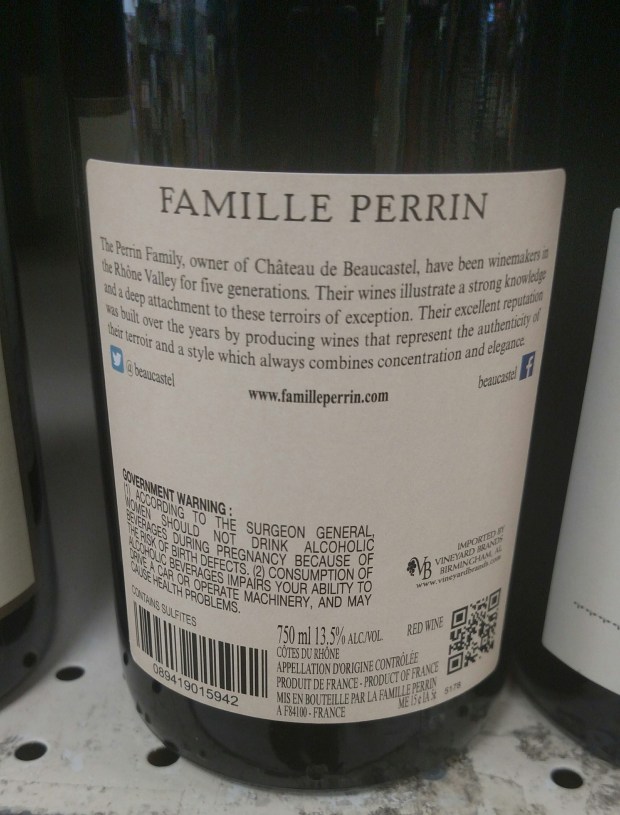 FAMILLE PERRIN
The Perrin Family, owner of Château de Beaucastel, have been winemakers in
the Rhône Valley for five generations. Their wines illustrate a strong knowledge
and a deep attachment to these terroirs of exception. Their excellent reputation
was built over the years by producing wines that represent the authenticity of
their terroir and a style which always combines concentration and elegance.
@beaucastel
beaucastel f
www.familleperrin.com
GOVERNMENT WARNING :
(1) ACCORDING TO THE SURGEON GENERAL,
WOMEN SHOULD NOT DRINK ALCOHOLIC
BEVERAGES DURING PREGNANCY BECAUSE OF
THE RISK OF BIRTH DEFECTS. (2) CONSUMPTION OF
ALCOHOLIC BEVERAGES IMPAIRS YOUR ABILITY TO
DRIVE A CAR OR OPERATE MACHINERY, AND MAY
CAUSE HEALTH PROBLEMS.
CONTAINS SULFITES
089419015942
VB
IMPORTED BY
VINEYARD BRANDS
BIRMINGHAM, AL
www.vineyardbrands.com
750 ml 13.5% ALC/VOL.
RED WINE
CÔTES DU RHÔNE
APPELLATION D'ORIGINE CONTRÔLÉE
PRODUIT DE FRANCE - PRODUCT OF FRANCE
MIS EN BOUTEILLE PAR LA FAMILLE PERRIN
A F84100 - FRANCE
5178